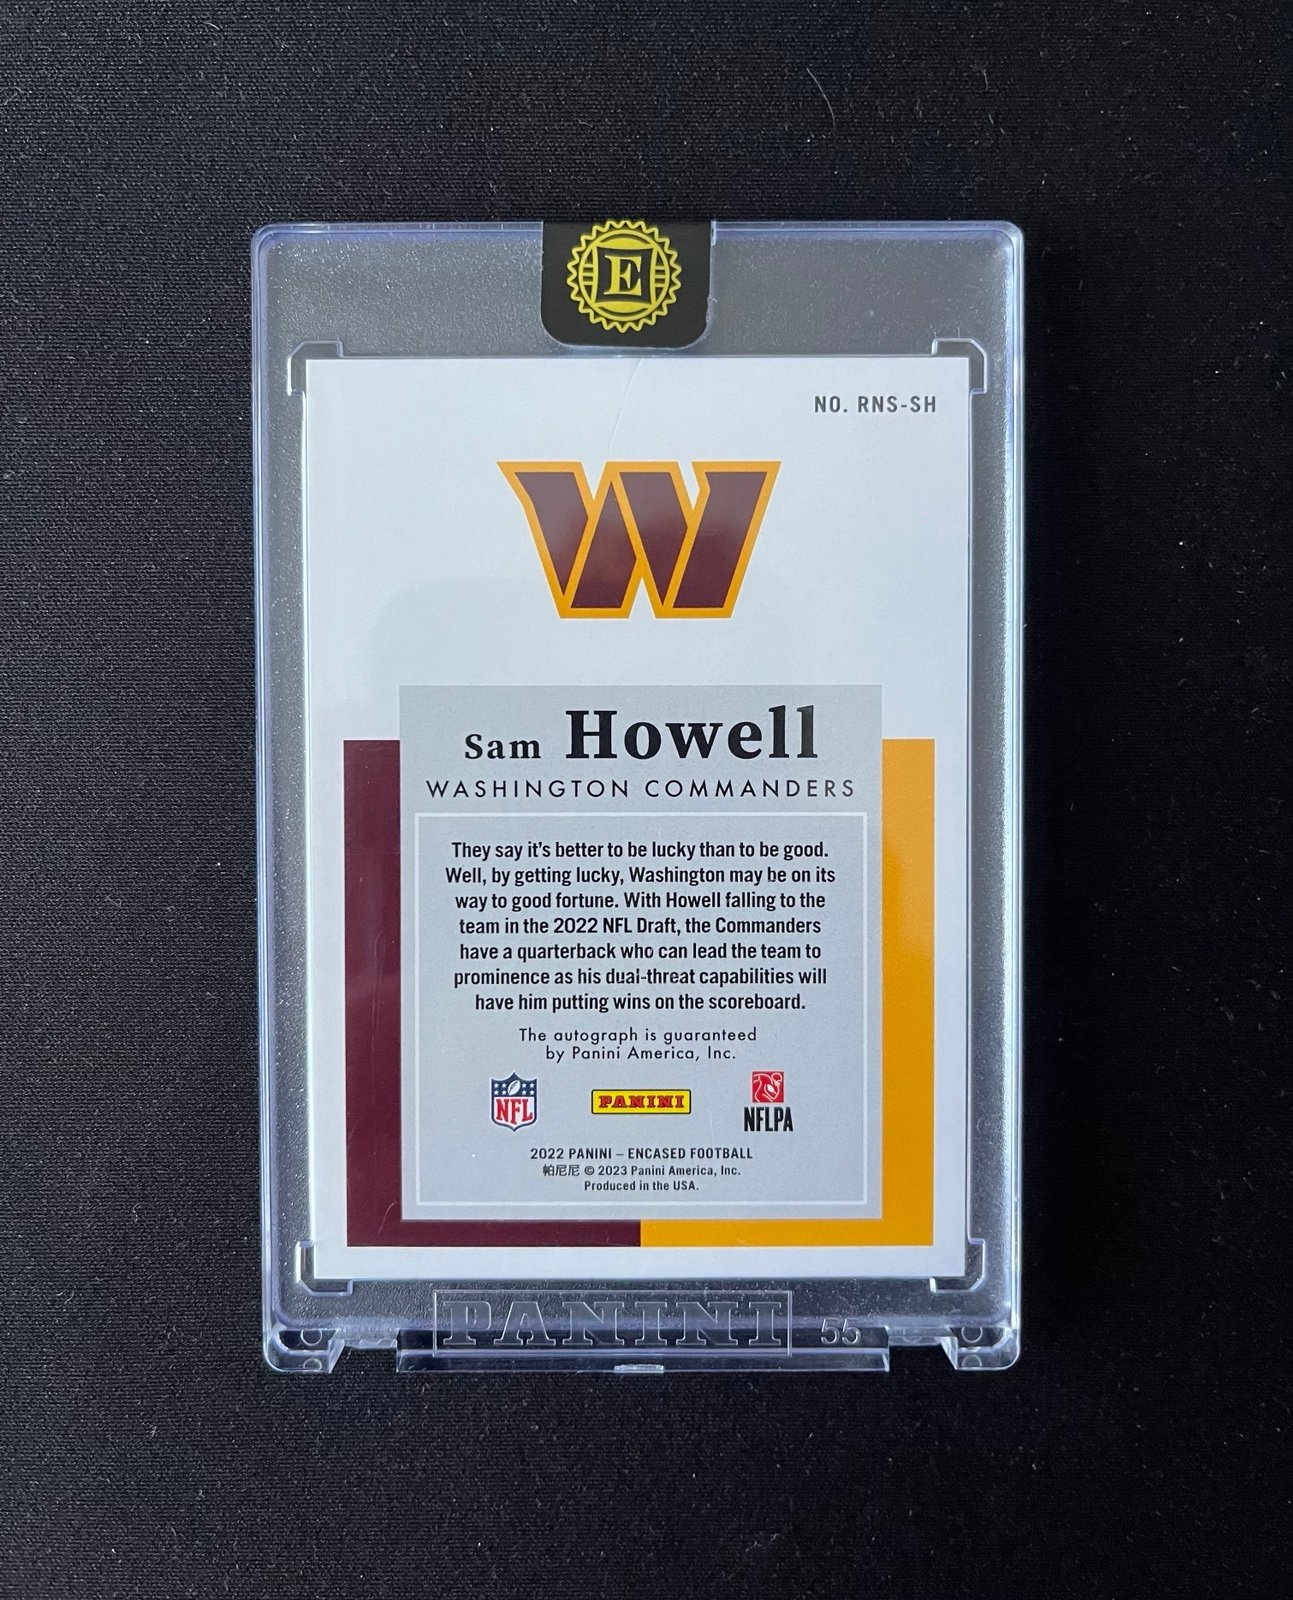 E
NO. RNS-SH
W
Sam Howell
WASHINGTON COMMANDERS
They say it's better to be lucky than to be good.
Well, by getting lucky, Washington may be on its
way to good fortune. With Howell falling to the
team in the 2022 NFL Draft, the Commanders
have a quarterback who can lead the team to
prominence as his dual-threat capabilities will
have him putting wins on the scoreboard.
The autograph is guaranteed
by Panini America, Inc.
NFL
PANINI
NFLPA
2022 PANINI – ENCASED FOOTBALL
帕尼尼 © 2023 Panini America, Inc.
Produced in the USA.
PANINI 55